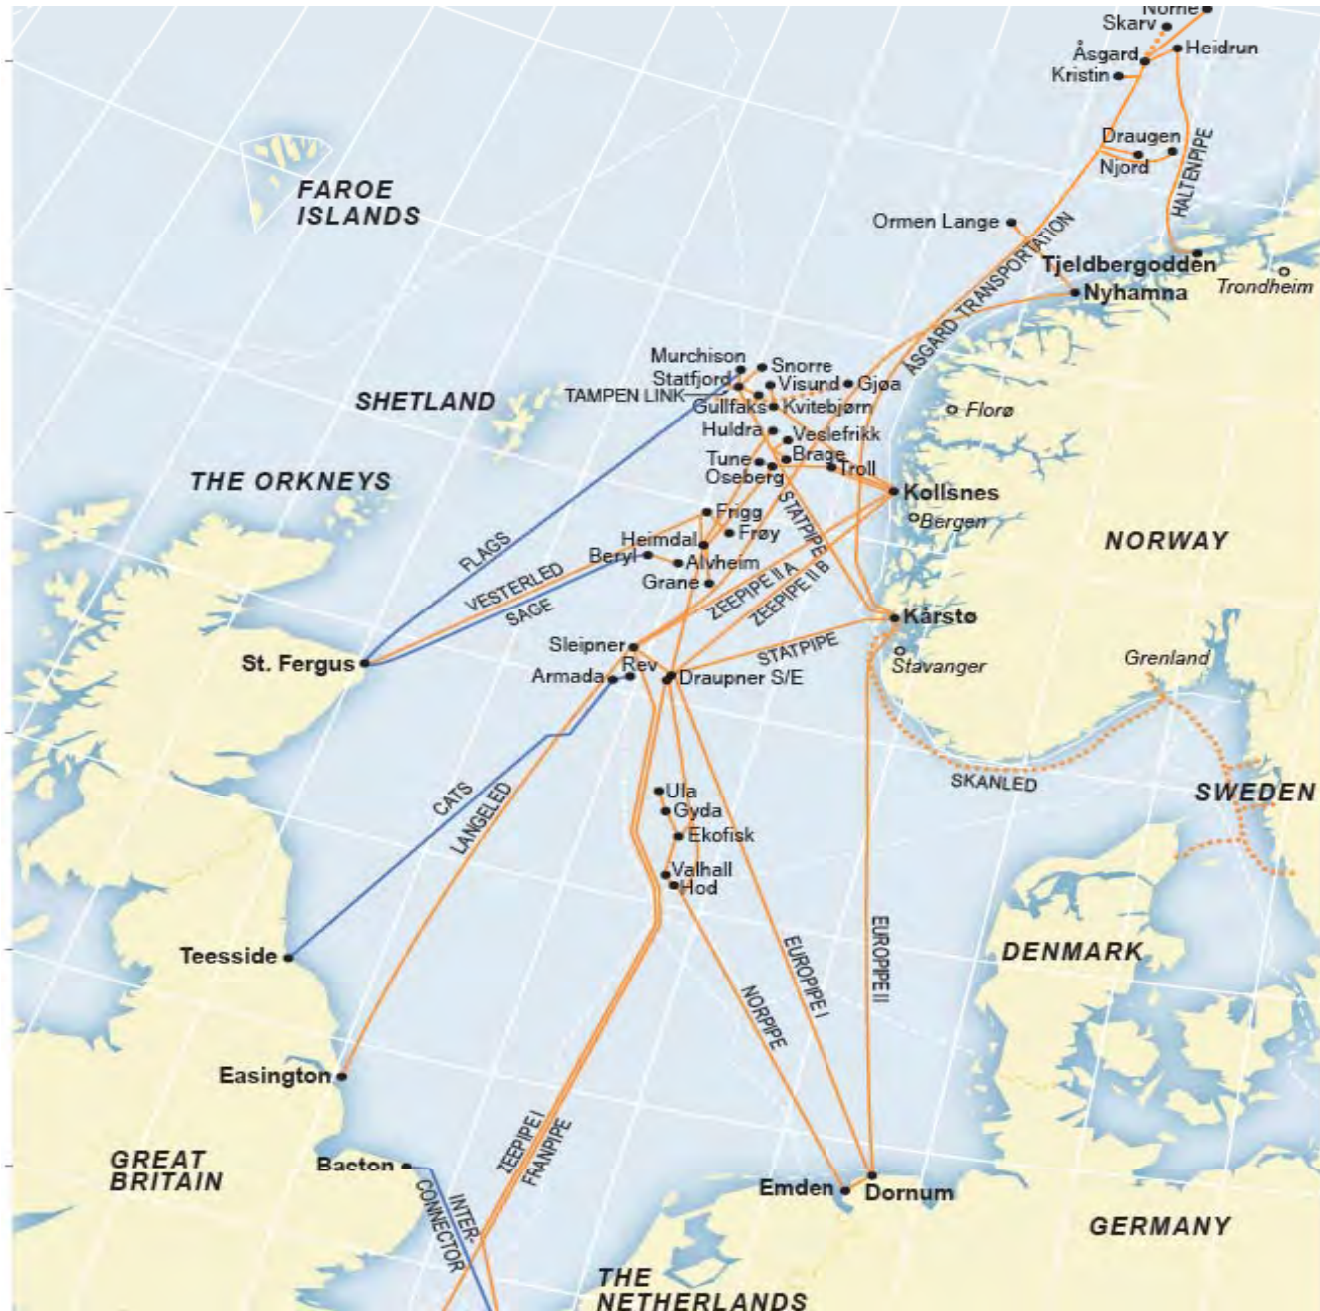 Norne
Skarv
Åsgard
Heidrun
Kristin
Draugen
Njord
HALTENPIPE
FAROE
ISLANDS
Ormen Lange
ÅSGARD TRANSPORTATION
Tjeldbergodden
Trondheim
Nyhamna
Murchison
Snorre
Statfjord
Visund
Gjøa
TAMPEN LINK
SHETLAND
Gullfaks
Kvitebjørn
Florø
Huldra
Veslefrikk
Brage
Tune
Troll
Oseberg
THE ORKNEYS
Kollsnes
STATPIPE
Frigg
Bergen
Frøy
Heimdal
NORWAY
FLAGS
Beryl
Alvheim
VESTERLED
Grane
ZEEPIPE II A
ZEEPIPE II B
SAGE
Kårstø
Sleipner
STATPIPE
St. Fergus
Rev
Stavanger
Grenland
Armada
Draupner S/E
SKANLED
SWEDEN
CATS
LANGELED
Ula
Gyda
Ekofisk
Valhall
Hod
Teesside
EUROPIPE I
EUROPIPE II
DENMARK
NORPIPE
Easington
ZEEPIPE I
FRANPIPE
GREAT
BRITAIN
Bacton
INTER-
CONNECTOR
Emden
Dornum
GERMANY
THE
NETHERLANDS